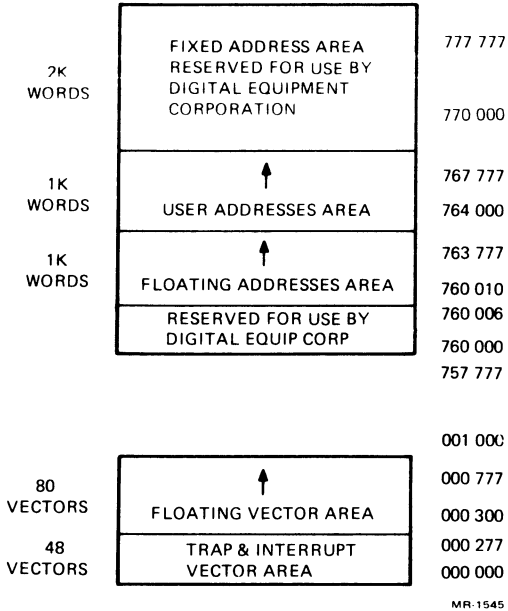 FIXED ADDRESS AREA
RESERVED FOR USE BY
DIGITAL EQUIPMENT
CORPORATION
2K
WORDS
777 777
770 000
1K
WORDS
USER ADDRESSES AREA
767 777
764 000
1K
WORDS
FLOATING ADDRESSES AREA
763 777
760 010
RESERVED FOR USE BY
DIGITAL EQUIP CORP
760 006
760 000
757 777
001 000
80
VECTORS
FLOATING VECTOR AREA
000 777
000 300
48
VECTORS
TRAP & INTERRUPT
VECTOR AREA
000 277
000 000
MR-1545